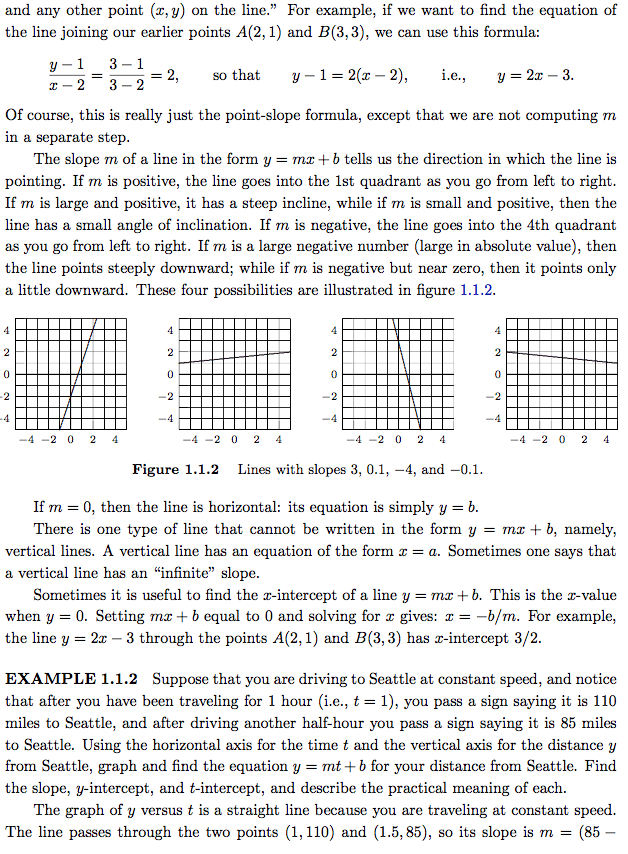 and any other point (x, y) on the line.” For example, if we want to find the equation of
the line joining our earlier points A(2, 1) and B(3, 3), we can use this formula:
(y − 1)/(x − 2) = (3 − 1)/(3 − 2) = 2, so that y − 1 = 2(x − 2), i.e., y = 2x − 3.
Of course, this is really just the point-slope formula, except that we are not computing m
in a separate step.
The slope m of a line in the form y = mx + b tells us the direction in which the line is
pointing. If m is positive, the line goes into the 1st quadrant as you go from left to right.
If m is large and positive, it has a steep incline, while if m is small and positive, then the
line has a small angle of inclination. If m is negative, the line goes into the 4th quadrant
as you go from left to right. If m is a large negative number (large in absolute value), then
the line points steeply downward; while if m is negative but near zero, then it points only
a little downward. These four possibilities are illustrated in figure 1.1.2.
4 4 4 4
2 2 2 2
0 0 0 0
−2 −2 −2 −2
−4 −4 −4 −4
−4 −2 0 2 4 −4 −2 0 2 4 −4 −2 0 2 4 −4 −2 0 2 4
Figure 1.1.2 Lines with slopes 3, 0.1, −4, and −0.1.
If m = 0, then the line is horizontal: its equation is simply y = b.
There is one type of line that cannot be written in the form y = mx + b, namely,
vertical lines. A vertical line has an equation of the form x = a. Sometimes one says that
a vertical line has an “infinite” slope.
Sometimes it is useful to find the x-intercept of a line y = mx + b. This is the x-value
when y = 0. Setting mx + b equal to 0 and solving for x gives: x = −b/m. For example,
the line y = 2x − 3 through the points A(2, 1) and B(3, 3) has x-intercept 3/2.
EXAMPLE 1.1.2 Suppose that you are driving to Seattle at constant speed, and notice
that after you have been traveling for 1 hour (i.e., t = 1), you pass a sign saying it is 110
miles to Seattle, and after driving another half-hour you pass a sign saying it is 85 miles
to Seattle. Using the horizontal axis for the time t and the vertical axis for the distance y
from Seattle, graph and find the equation y = mt + b for your distance from Seattle. Find
the slope, y-intercept, and t-intercept, and describe the practical meaning of each.
The graph of y versus t is a straight line because you are traveling at constant speed.
The line passes through the two points (1, 110) and (1.5, 85), so its slope is m = (85 −